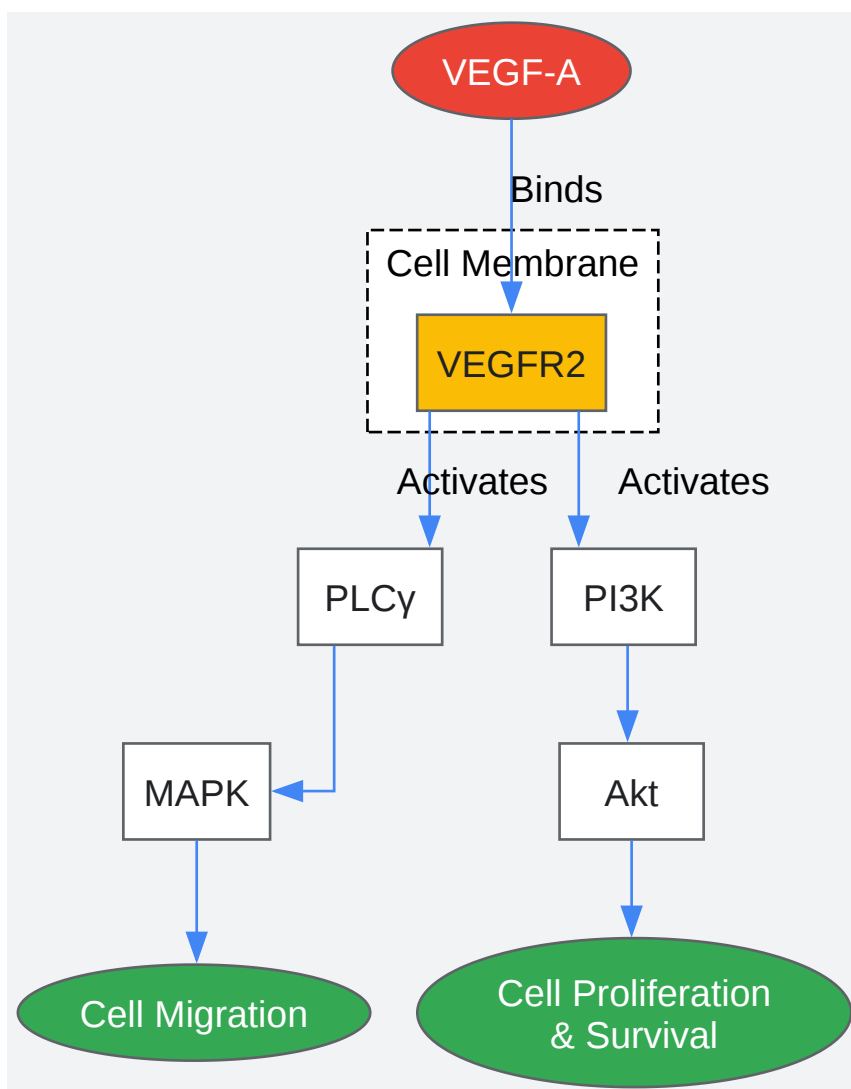 VEGF-A
Binds
Cell Membrane
VEGFR2
Activates
Activates
PLCγ
PI3K
MAPK
Akt
Cell Migration
Cell Proliferation
& Survival